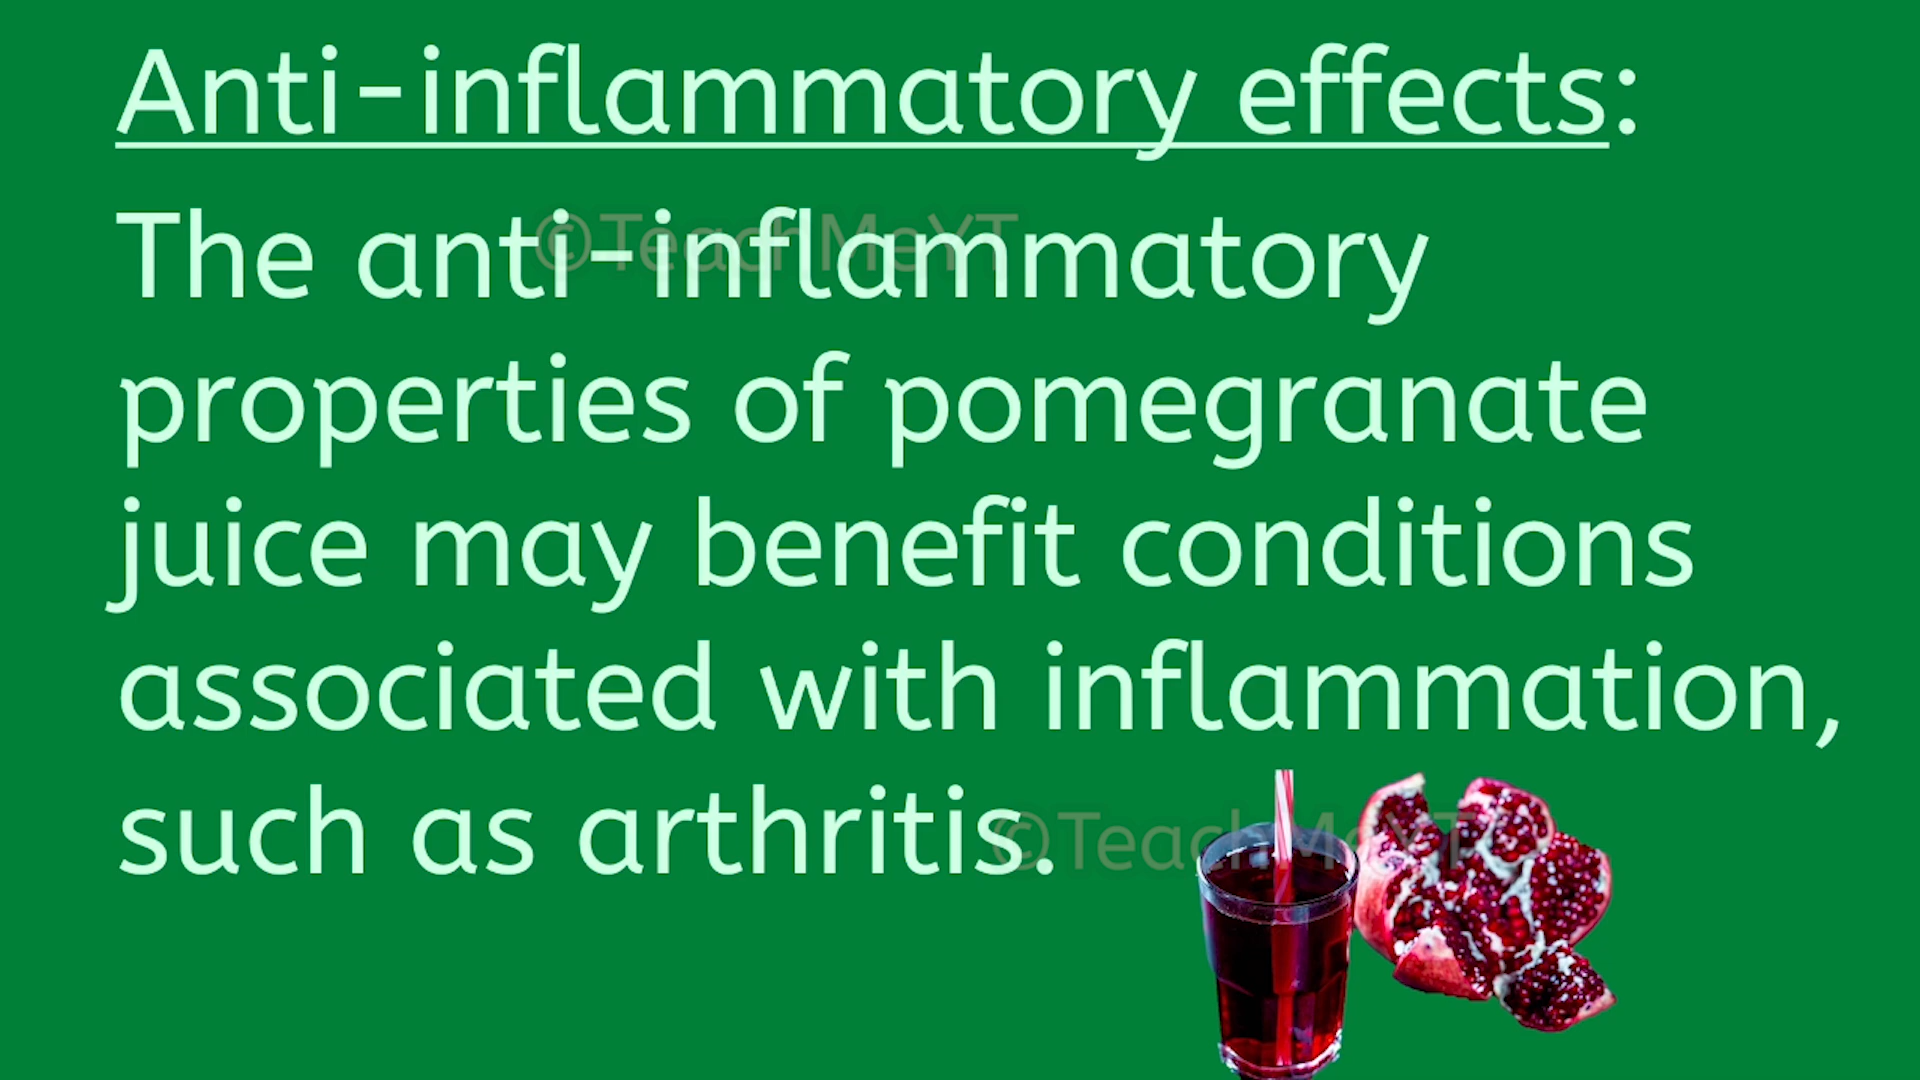 Anti-inflammatory effects:
©TeachMeYT
The anti-inflammatory
properties of pomegranate
juice may benefit conditions
associated with inflammation,
such as arthritis.
©TeachMeYT